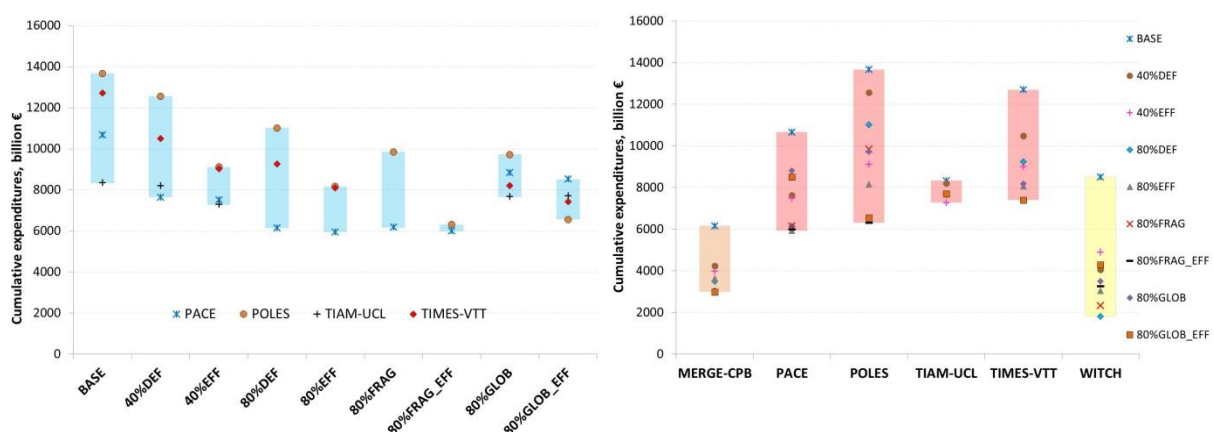 Cumulative expenditures, billion €
16000
14000
12000
10000
8000
6000
4000
2000
0
PACE POLES TIAM-UCL TIMES-VTT
BASE 40%DEF 40%EFF 80%DEF 80%EFF 80%FRAG 80%FRAG_EFF 80%GLOB 80%GLOB_EFF
Cumulative expenditures, billion €
16000
14000
12000
10000
8000
6000
4000
2000
0
MERGE-CPB PACE POLES TIAM-UCL TIMES-VTT WITCH
BASE
40%DEF
40%EFF
80%DEF
80%EFF
80%FRAG
80%FRAG_EFF
80%GLOB
80%GLOB_EFF